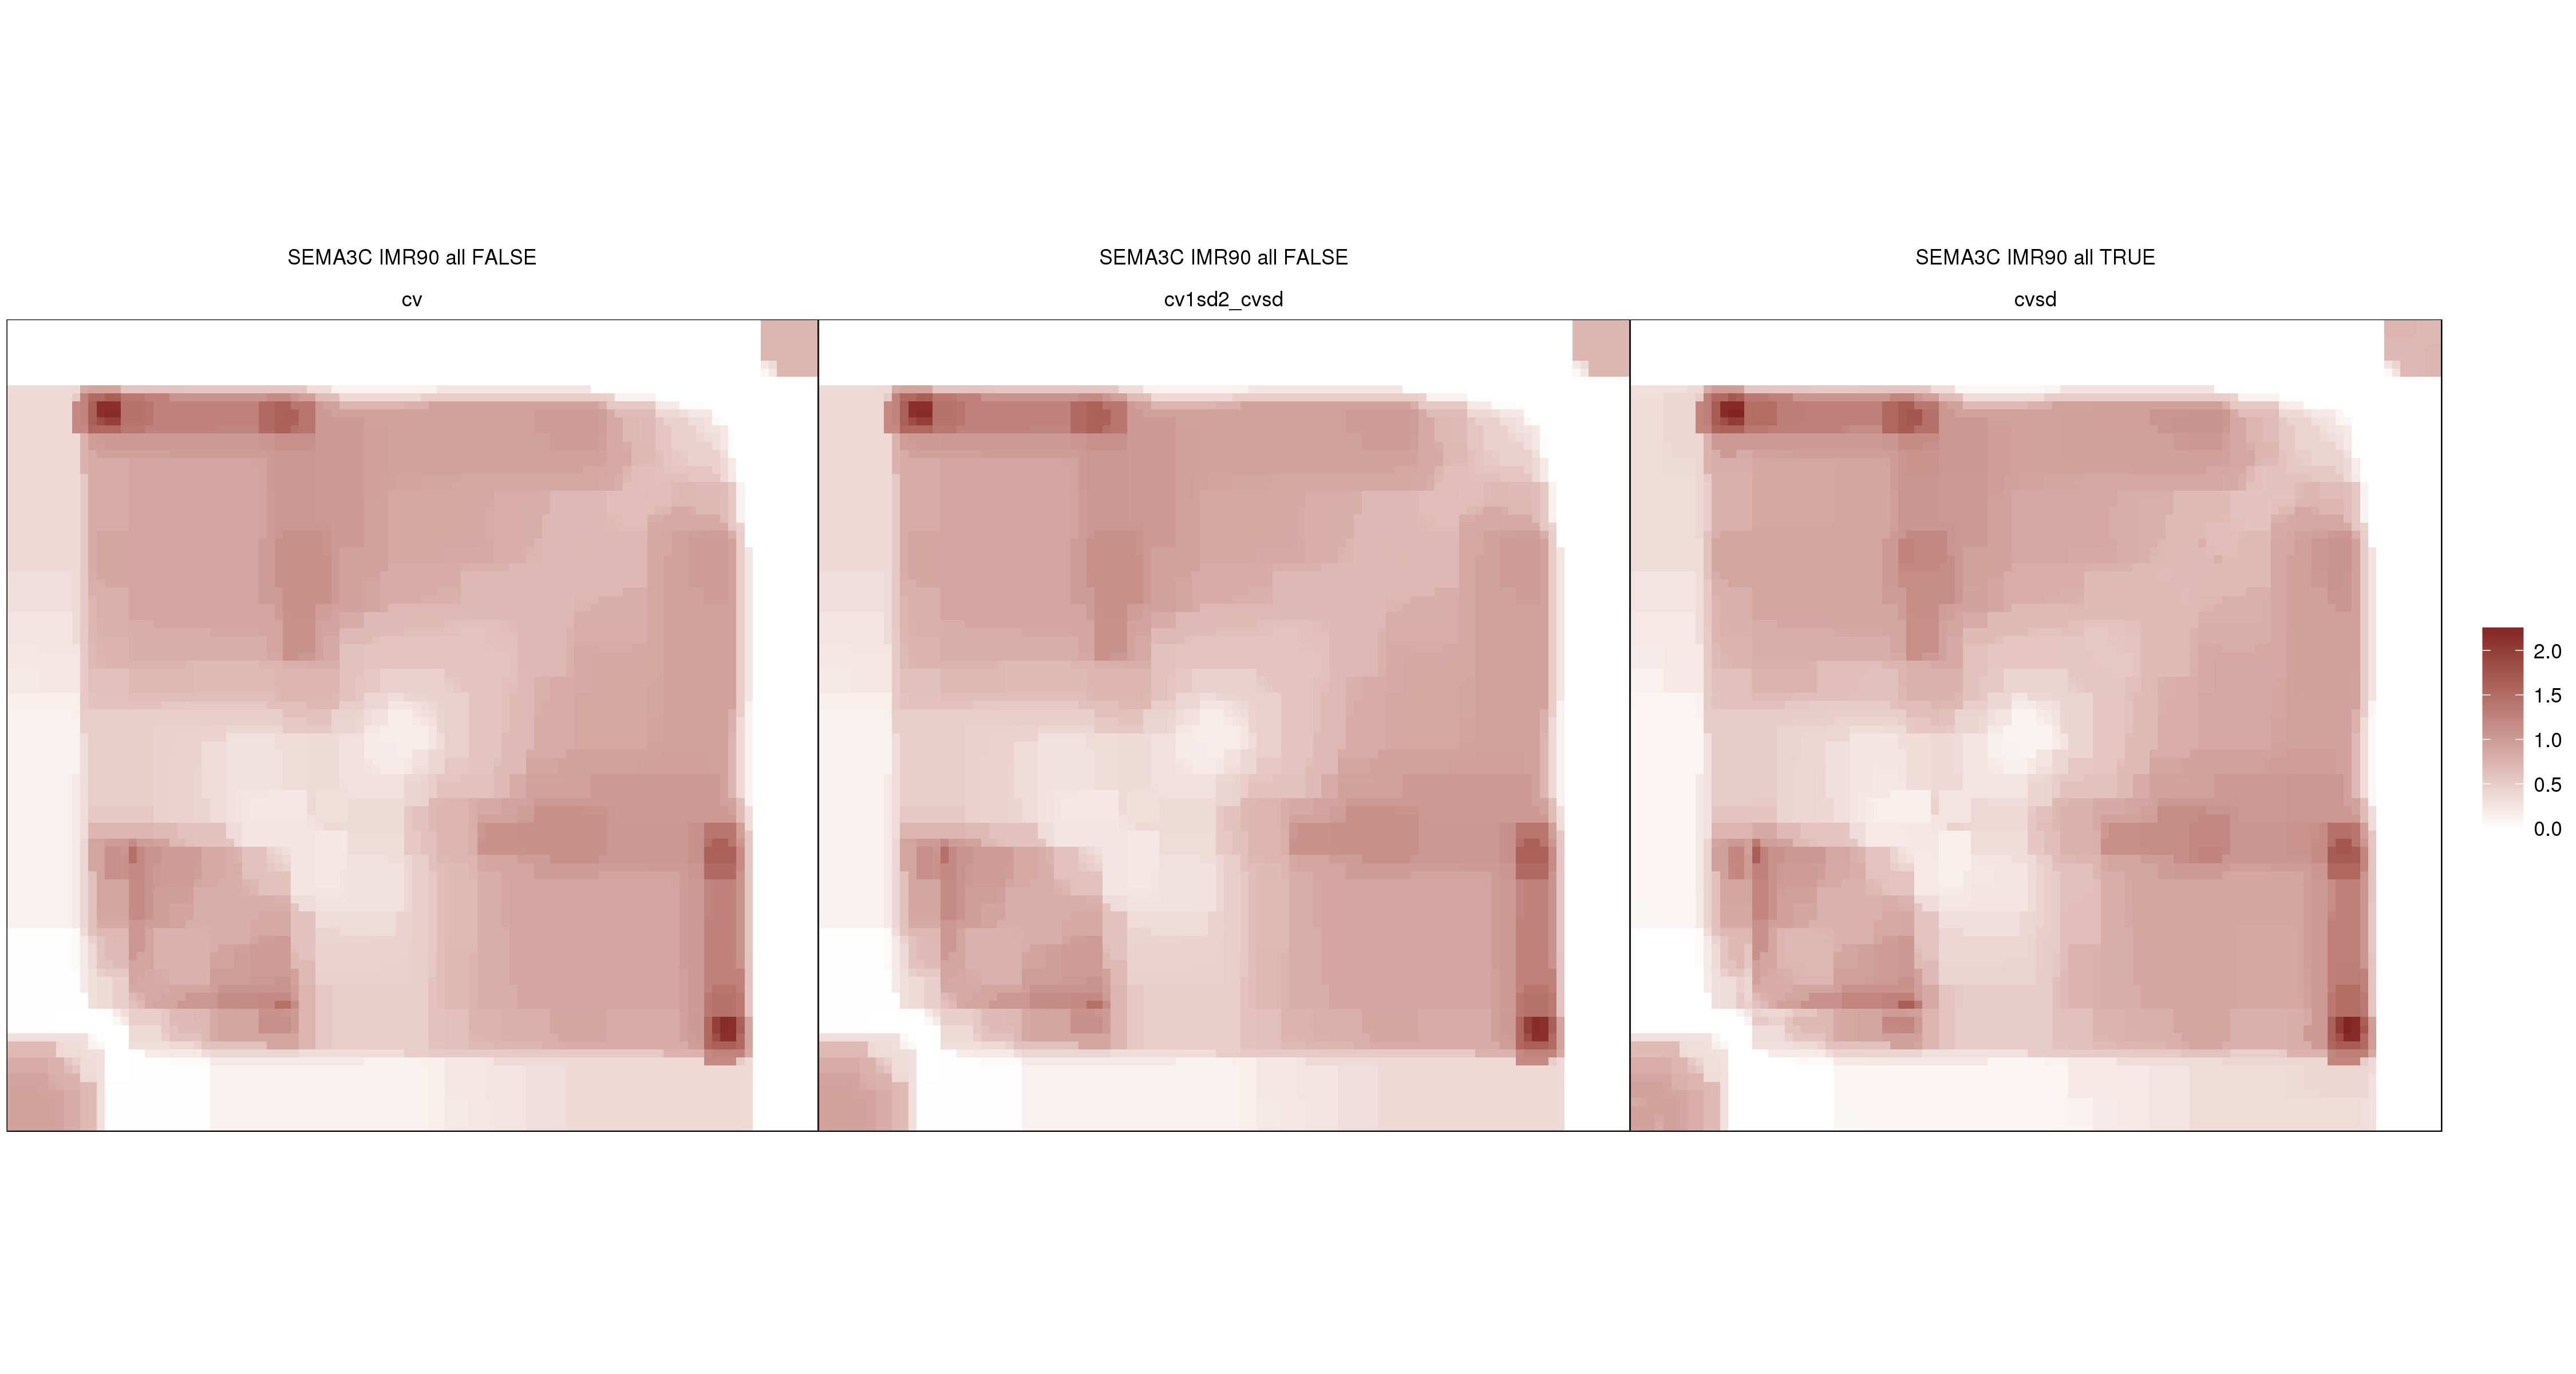 SEMA3C IMR90 all FALSE
cv
SEMA3C IMR90 all FALSE
cv1sd2_cvsd
SEMA3C IMR90 all TRUE
cvsd
2.0
1.5
1.0
0.5
0.0